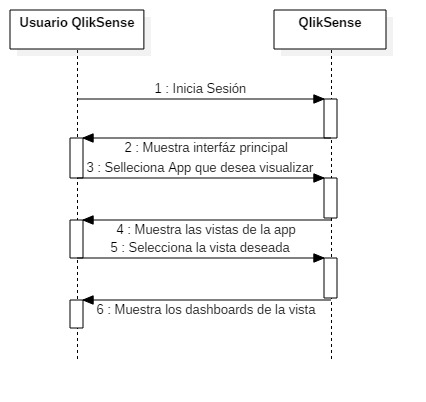 Usuario QlikSense
QlikSense
1 : Inicia Sesión
2 : Muestra interfáz principal
3 : Selleciona App que desea visualizar
4 : Muestra las vistas de la app
5 : Selecciona la vista deseada
6 : Muestra los dashboards de la vista